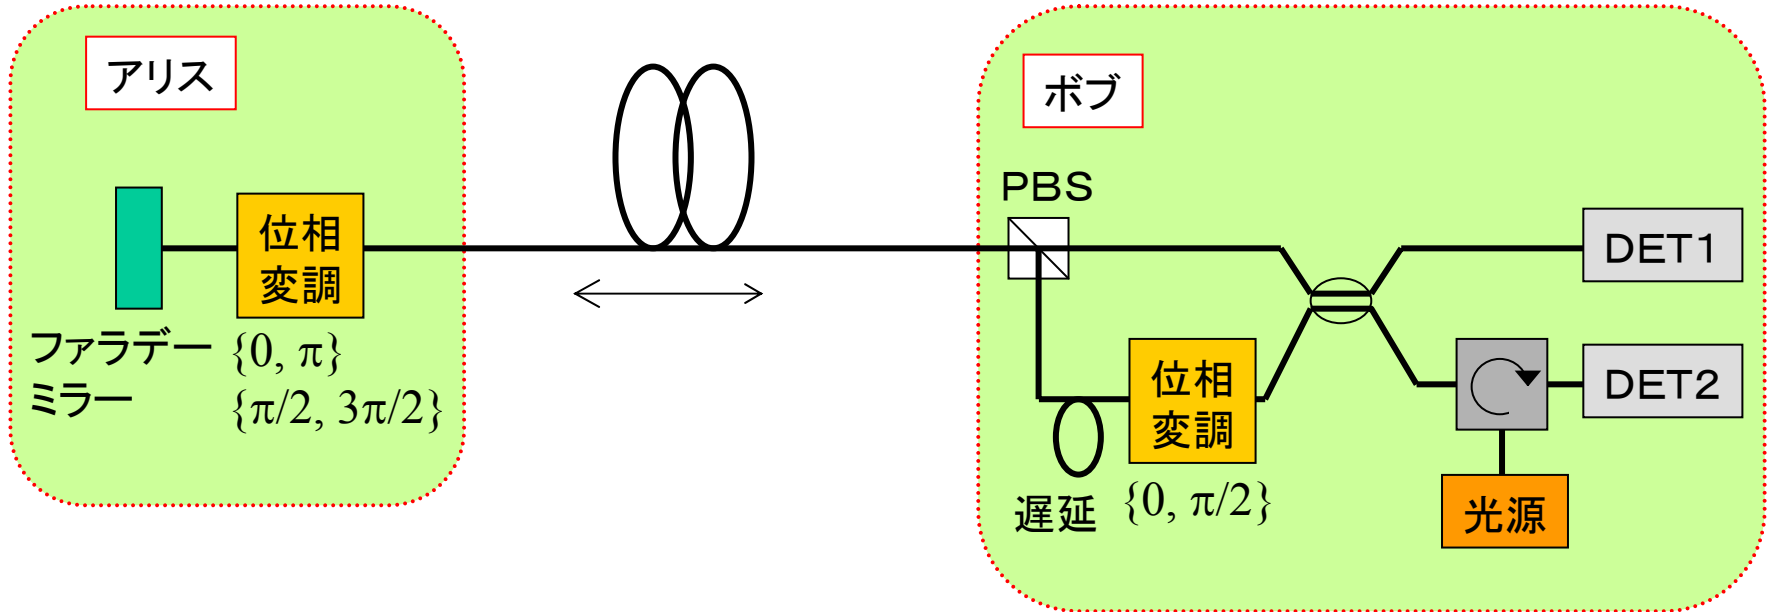 アリス
ボブ
PBS
位相
変調
DET1
ファラデー
ミラー
{0, π}
{π/2, 3π/2}
位相
変調
DET2
遅延
{0, π/2}
光源